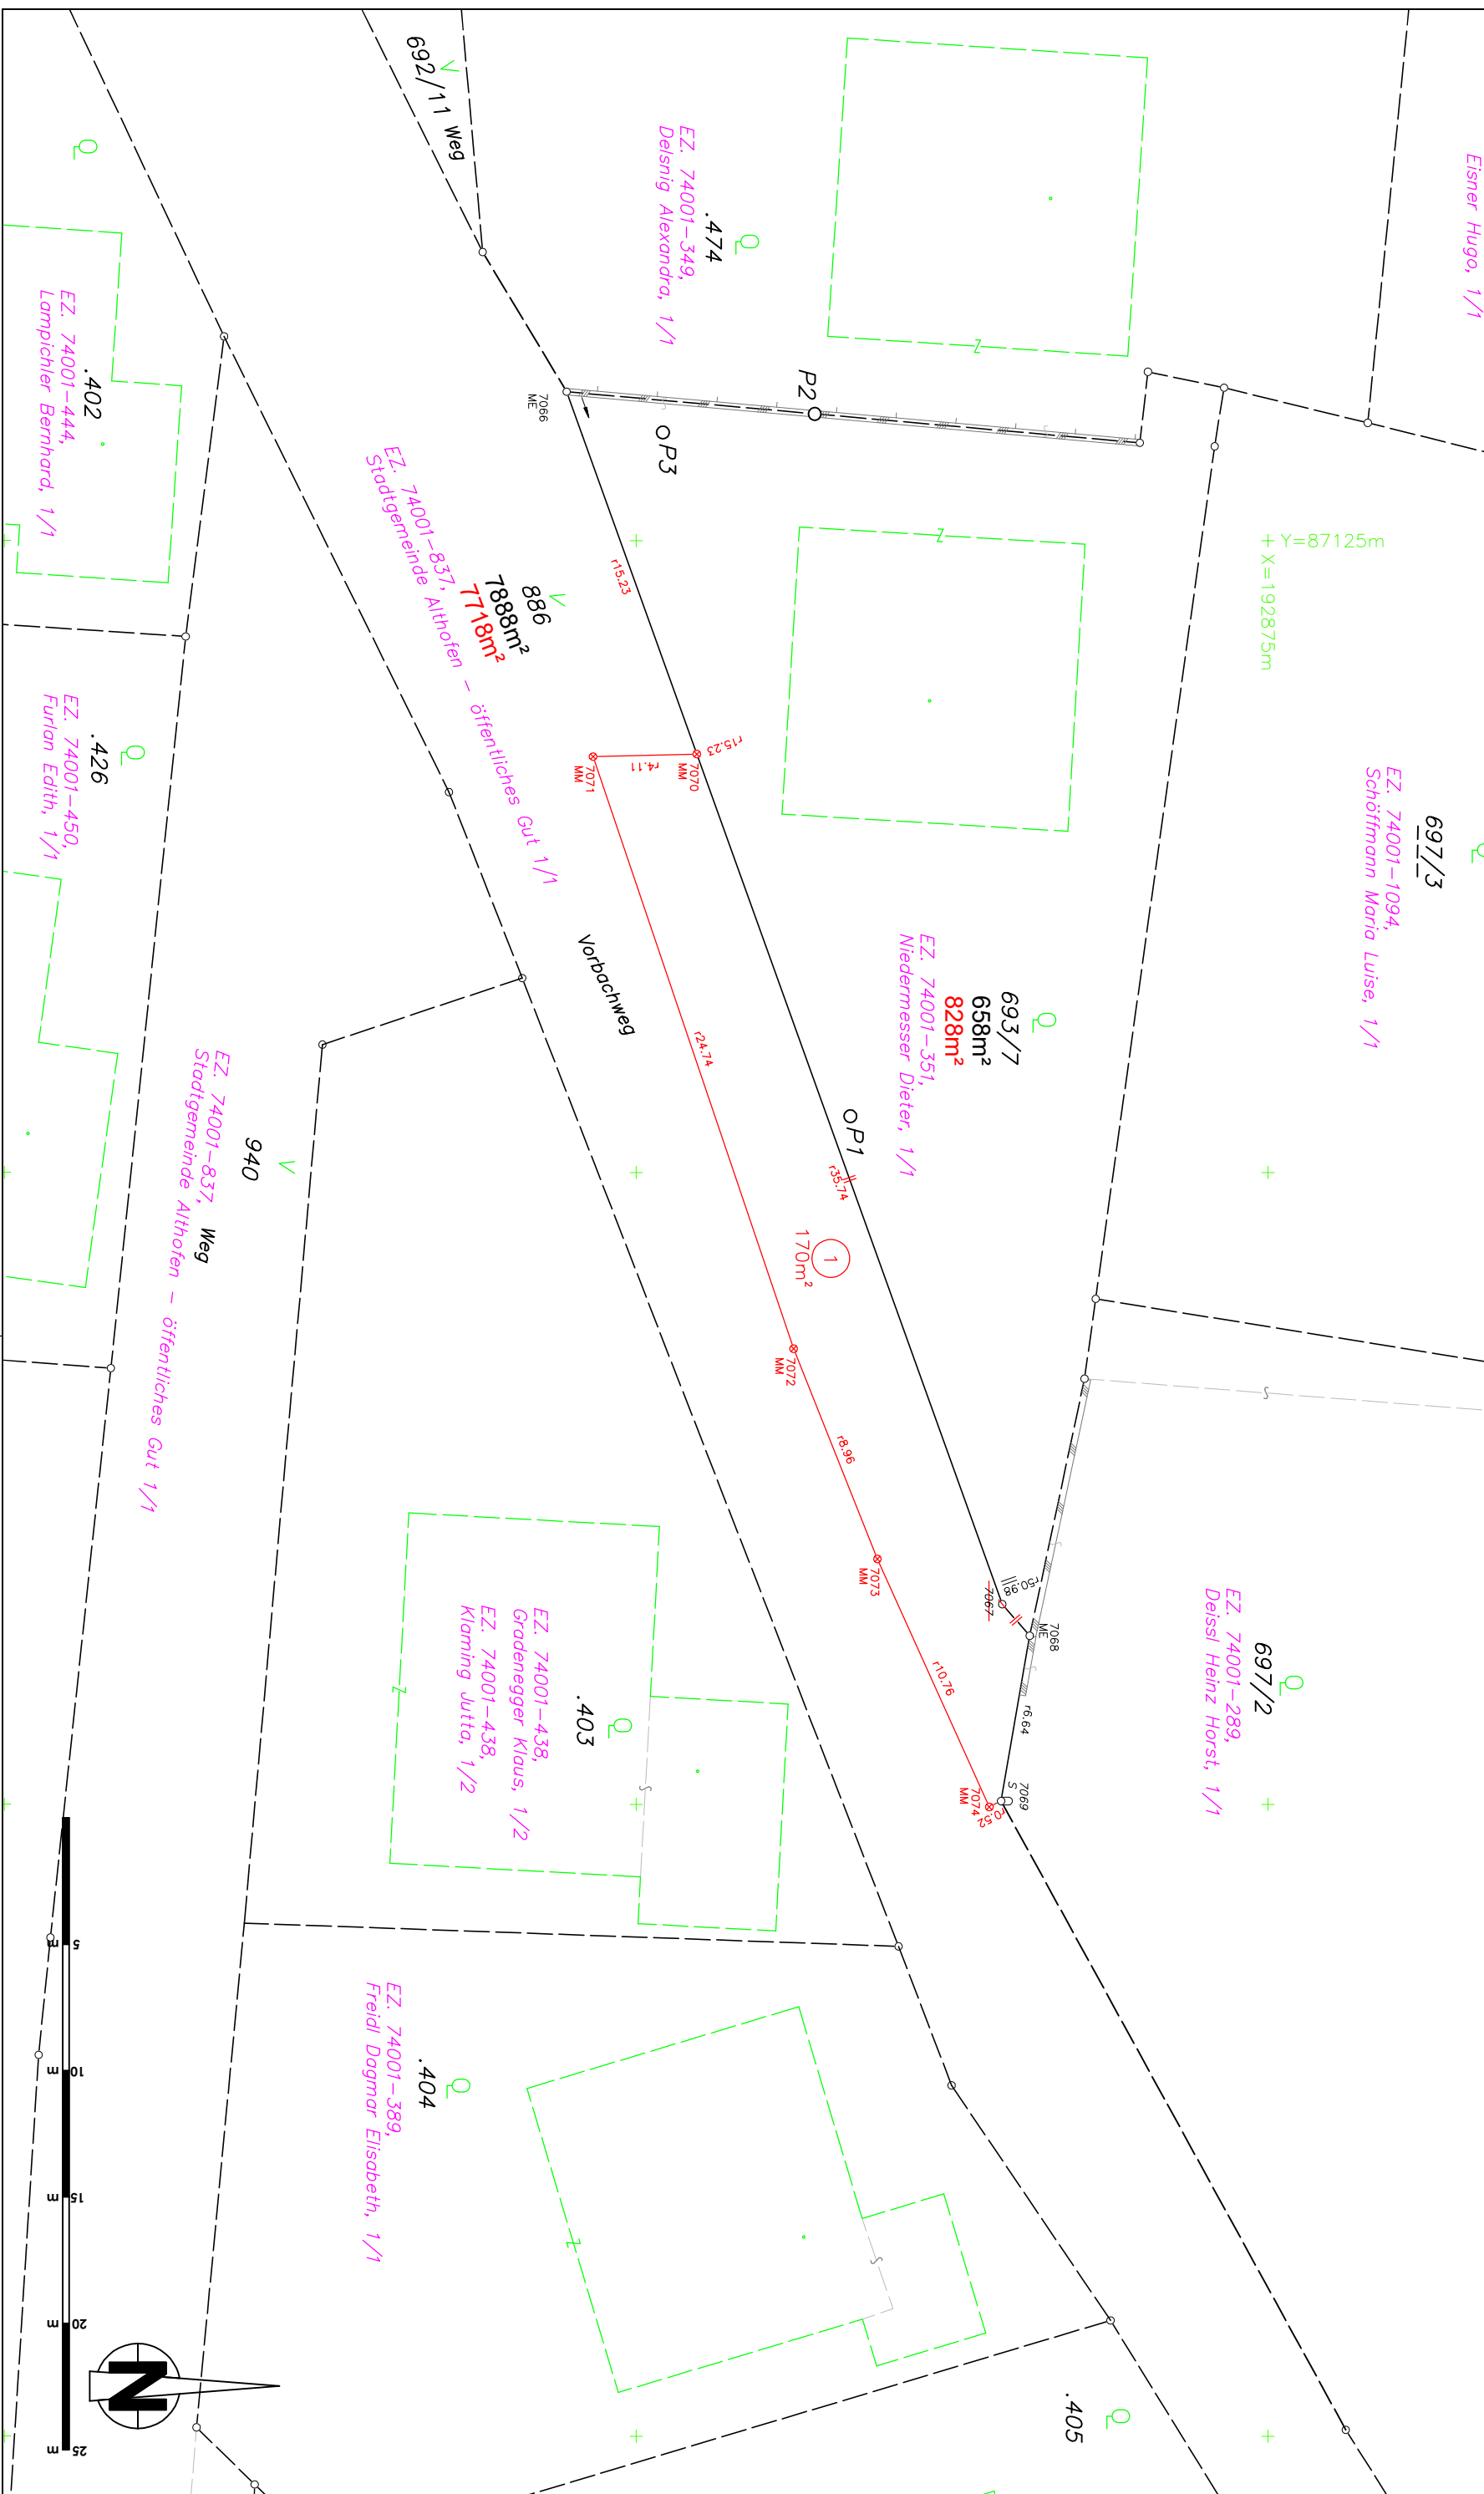 Eisner Hugo, 1/1
692/11 Weg
EZ. 74001-349,
Delsnig Alexandra, 1/1
.474
P2
P3
7066
ME
Y=87125m
X=192875m
.402
EZ. 74001-444,
Lampichler Bernhard, 1/1
r15.23
886
7888m²
7718m²
EZ. 74001-837,
Stadtgemeinde Althofen - öffentliches Gut 1/1
r15.23
7070
MM
r4.11
7071
MM
.426
EZ. 74001-450,
Furlan Edith, 1/1
697/3
EZ. 74001-1094,
Schöffmann Maria Luise, 1/1
693/7
658m²
828m²
EZ. 74001-351,
Niedermesser Dieter, 1/1
Vorbachweg
r24.74
P1
r35.74
1
170m²
940
Weg
EZ. 74001-837,
Stadtgemeinde Althofen - öffentliches Gut 1/1
7072
MM
r8.96
7073
MM
r50.98
7067
7068
ME
r6.64
r10.76
7069
S
r0.52
7074
MM
697/2
EZ. 74001-289,
Deissl Heinz Horst, 1/1
.403
EZ. 74001-438,
Gradenegger Klaus, 1/2
EZ. 74001-438,
Klaming Jutta, 1/2
.404
EZ. 74001-389,
Freidl Dagmar Elisabeth, 1/1
.405
5 m
10 m
15 m
20 m
25 m
N